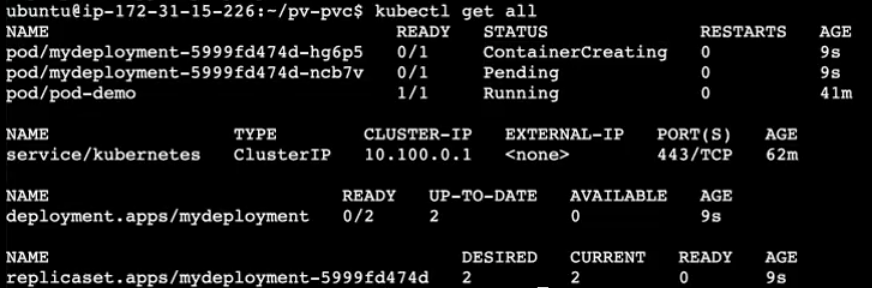 ubuntu@ip-172-31-15-226:~/pv-pvc$ kubectl get all
NAME READY STATUS RESTARTS AGE
pod/mydeployment-5999fd474d-hg6p5 0/1 ContainerCreating 0 9s
pod/mydeployment-5999fd474d-ncb7v 0/1 Pending 0 9s
pod/pod-demo 1/1 Running 0 41m
NAME TYPE CLUSTER-IP EXTERNAL-IP PORT(S) AGE
service/kubernetes ClusterIP 10.100.0.1 <none> 443/TCP 62m
NAME READY UP-TO-DATE AVAILABLE AGE
deployment.apps/mydeployment 0/2 2 0 9s
NAME DESIRED CURRENT READY AGE
replicaset.apps/mydeployment-5999fd474d 2 2 0 9s